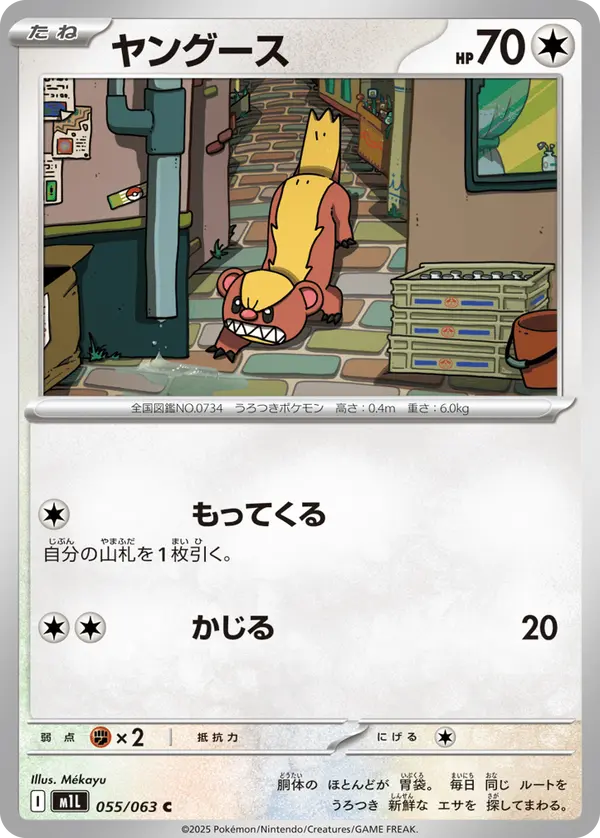 たね ヤングース HP70
全国図鑑NO.0734 うろつきポケモン 高さ:0.4m 重さ:6.0kg
もってくる
自分の山札を1枚引く。
かじる 20
弱点 ×2 抵抗力 にげる
Illus. Mékayu
胴体の ほとんどが 胃袋。 毎日 同じ ルートを
うろつき 新鮮な エサを 探している。
I M1L 055/063 C
©2025 Pokémon/Nintendo/Creatures/GAME FREAK.